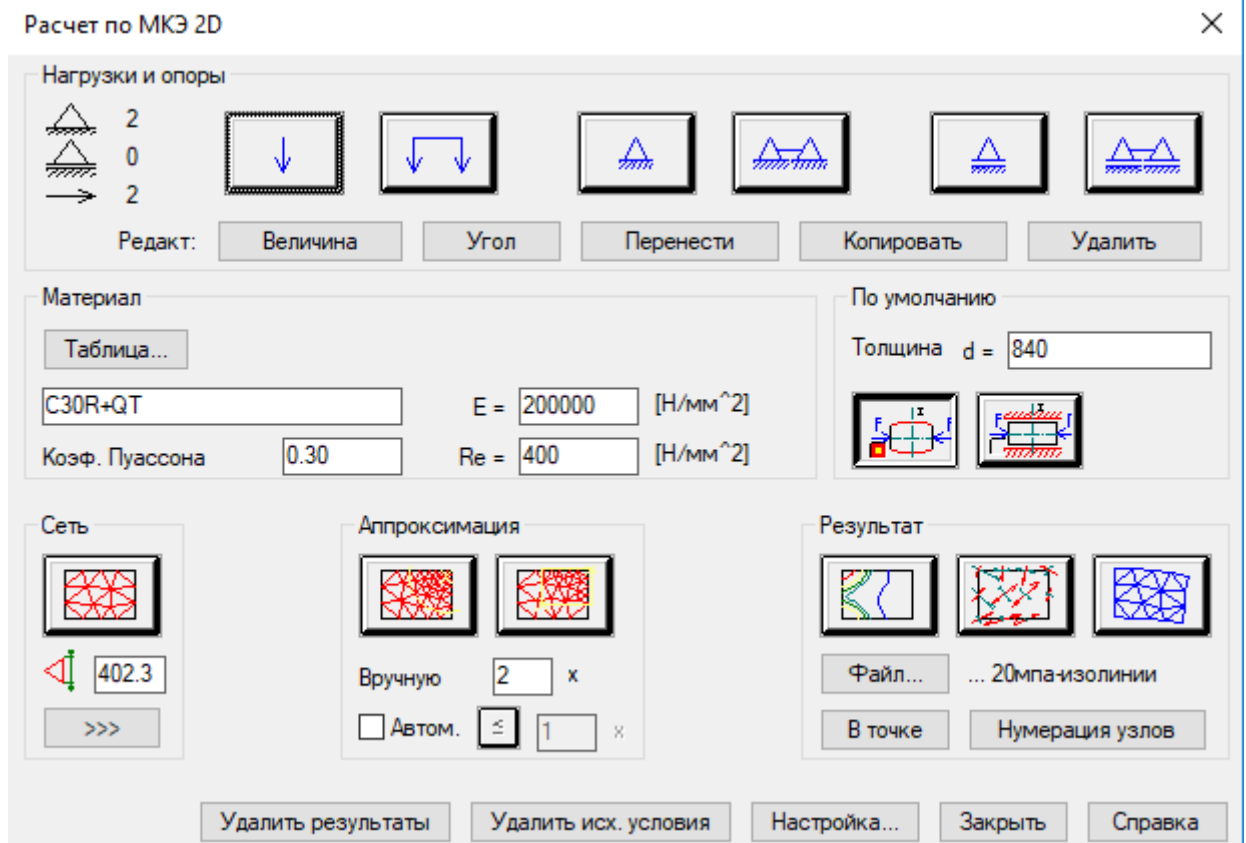 Расчет по МКЭ 2D
Нагрузки и опоры
2
0
2
Редакт: Величина Угол Перенести Копировать Удалить
Материал
Таблица...
C30R+QT E = 200000 [Н/мм^2]
Коэф. Пуассона 0.30 Re = 400 [Н/мм^2]
По умолчанию
Толщина d = 840
F I F
F I F
Сеть
402.3
>>>
Аппроксимация
Вручную 2 x
Автом. ≤ 1 x
Результат
Файл... ... 20мпа-изолинии
В точке Нумерация узлов
Удалить результаты Удалить исх. условия Настройка... Закрыть Справка